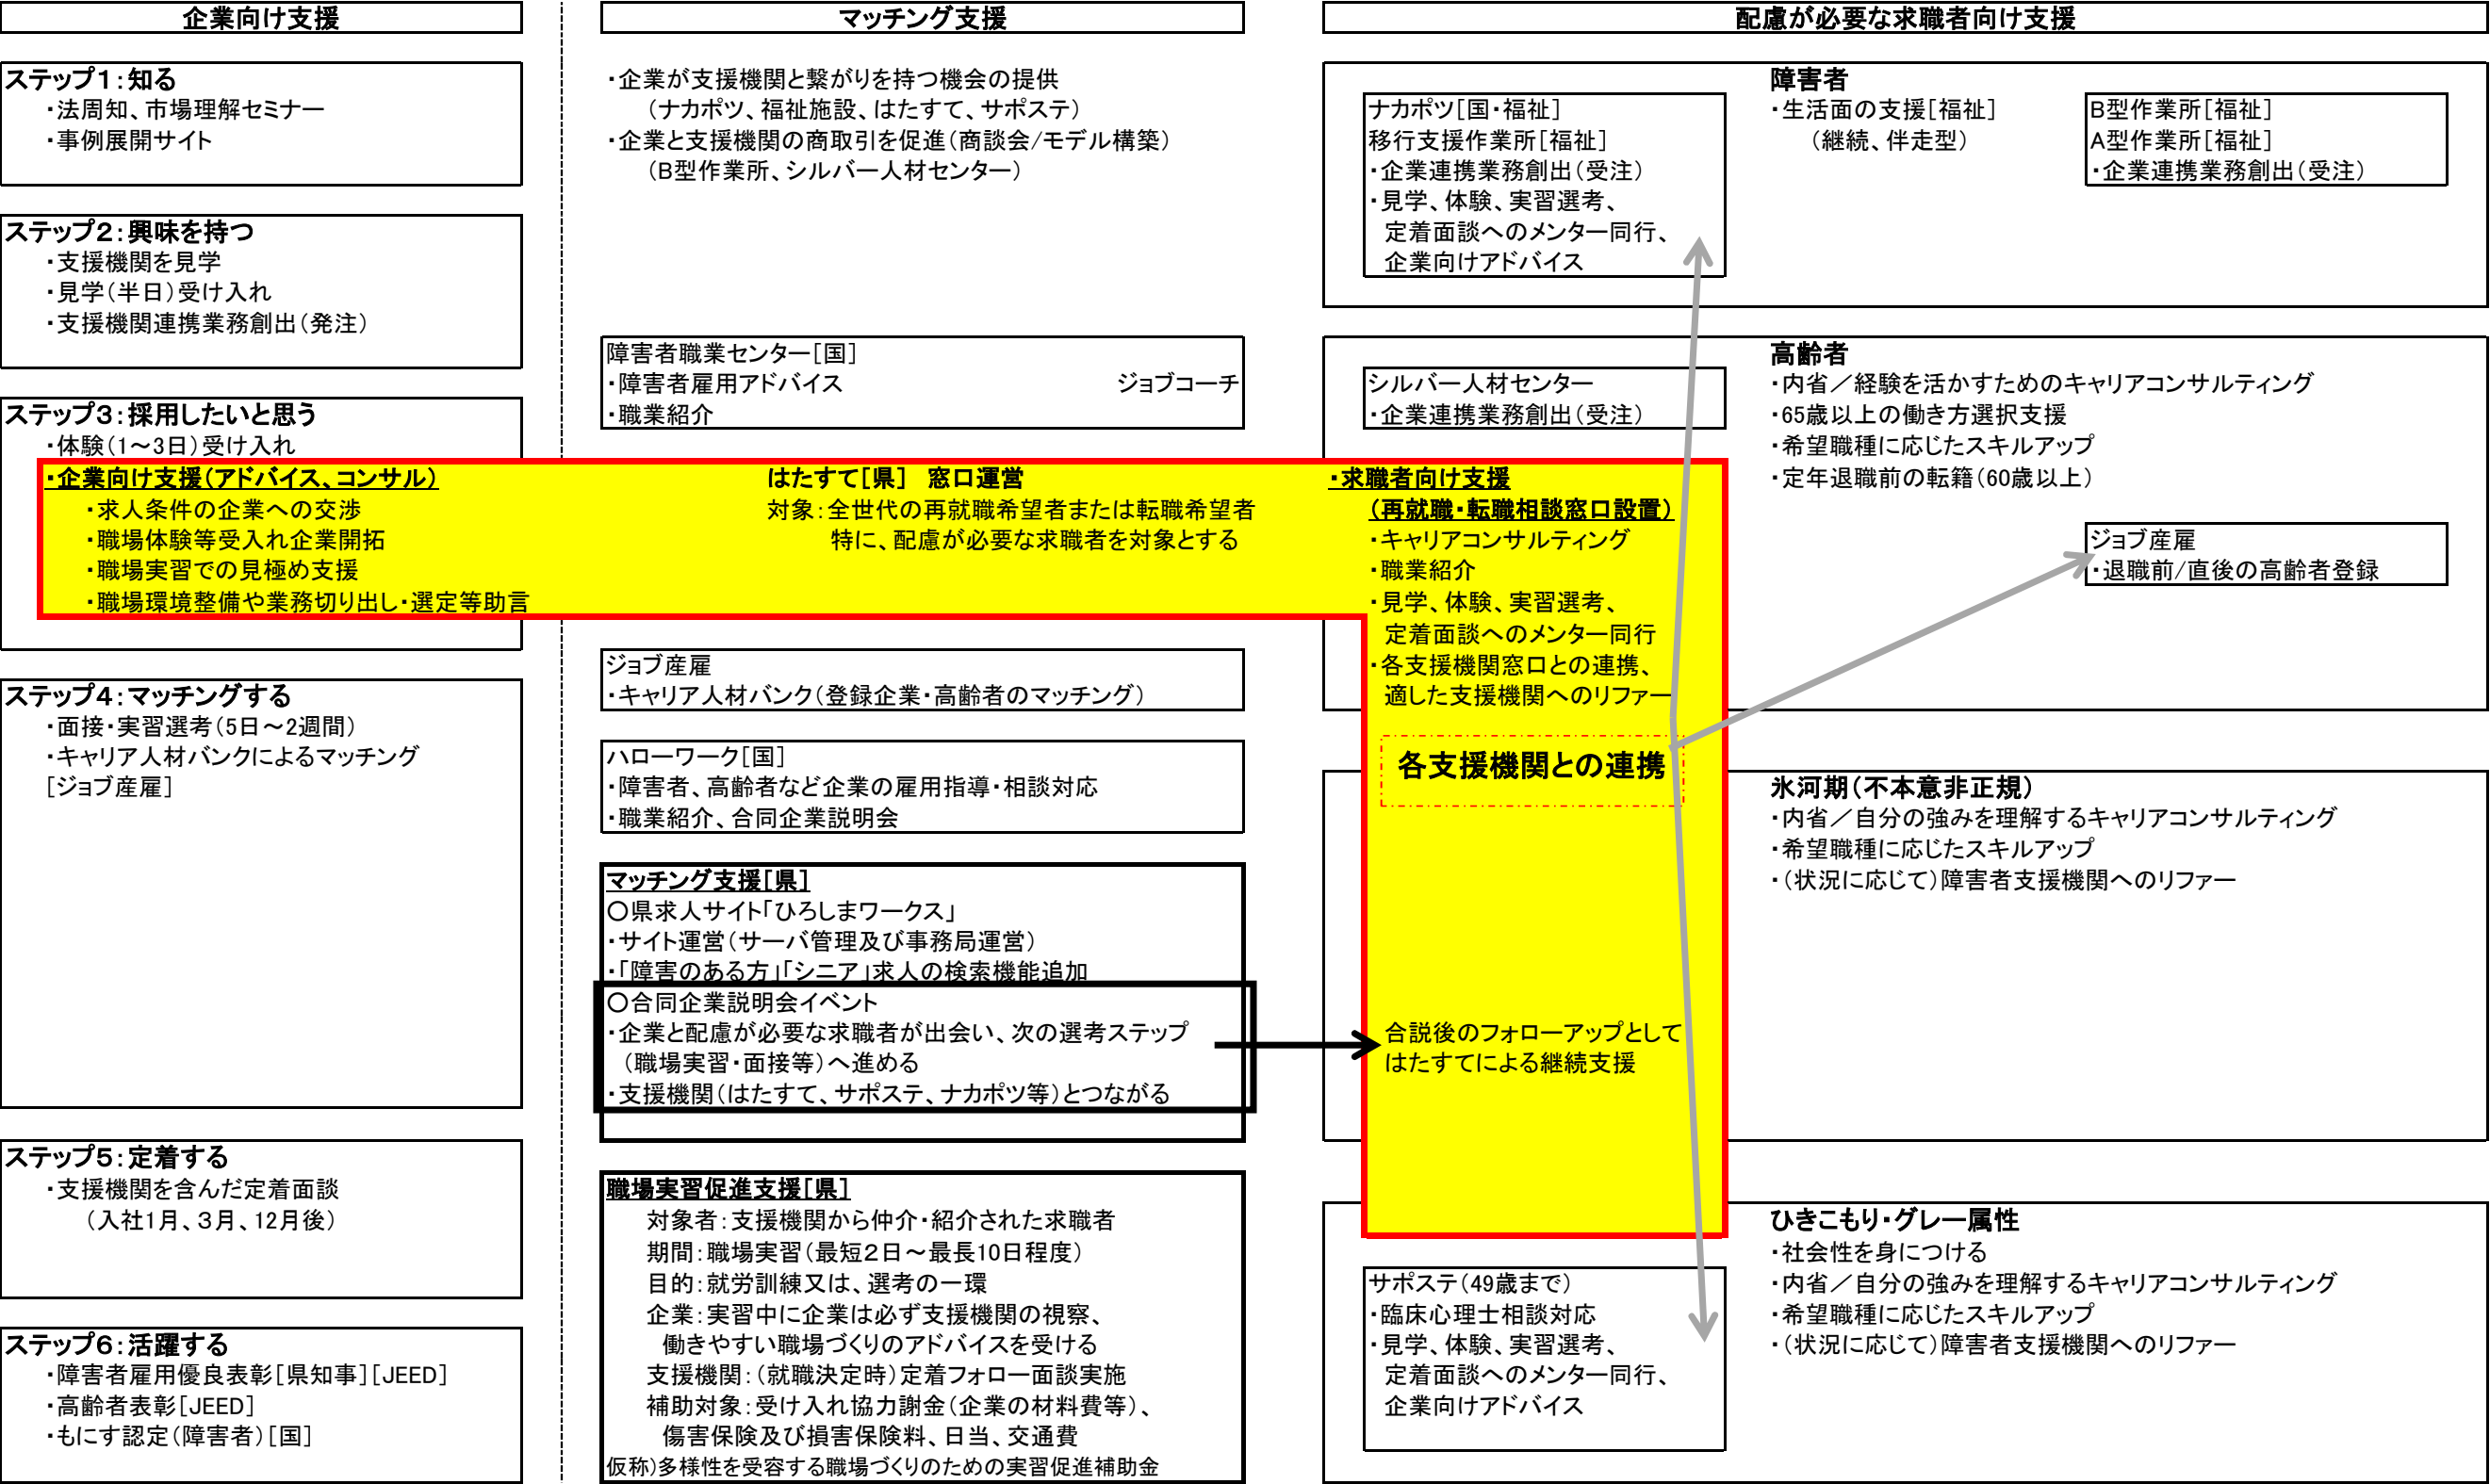 企業向け支援
ステップ1：知る
・法周知、市場理解セミナー
・事例展開サイト
ステップ2：興味を持つ
・支援機関を見学
・見学（半日）受け入れ
・支援機関連携業務創出（発注）
ステップ3：採用したいと思う
・体験（1～3日）受け入れ
・企業向け支援（アドバイス、コンサル）
・求人条件の企業への交渉
・職場体験等受入れ企業開拓
・職場実習での見極め支援
・職場環境整備や業務切り出し・選定等助言
ステップ4：マッチングする
・面接・実習選考（5日～2週間）
・キャリア人材バンクによるマッチング
［ジョブ産雇］
ステップ5：定着する
・支援機関を含んだ定着面談
（入社1月、3月、12月後）
ステップ6：活躍する
・障害者雇用優良表彰［県知事］［JEED］
・高齢者表彰［JEED］
・もにす認定（障害者）［国］
マッチング支援
・企業が支援機関と繋がりを持つ機会の提供
（ナカポツ、福祉施設、はたすて、サポステ）
・企業と支援機関の商取引を促進（商談会/モデル構築）
（B型作業所、シルバー人材センター）
障害者職業センター［国］
・障害者雇用アドバイス　ジョブコーチ
・職業紹介
はたすて［県］　窓口運営
対象：全世代の再就職希望者または転職希望者
特に、配慮が必要な求職者を対象とする
ジョブ産雇
・キャリア人材バンク（登録企業・高齢者のマッチング）
ハローワーク［国］
・障害者、高齢者など企業の雇用指導・相談対応
・職業紹介、合同企業説明会
マッチング支援［県］
〇県求人サイト「ひろしまワークス」
・サイト運営（サーバ管理及び事務局運営）
・「障害のある方」「シニア」求人の検索機能追加
〇合同企業説明会イベント
・企業と配慮が必要な求職者が出会い、次の選考ステップ
（職場実習・面接等）へ進める
・支援機関（はたすて、サポステ、ナカポツ等）とつながる
職場実習促進支援［県］
対象者：支援機関から仲介・紹介された求職者
期間：職場実習（最短2日～最長10日程度）
目的：就労訓練又は、選考の一環
企業：実習中に企業は必ず支援機関の視察、
働きやすい職場づくりのアドバイスを受ける
支援機関：（就職決定時）定着フォロー面談実施
補助対象：受け入れ協力謝金（企業の材料費等）、
傷害保険及び損害保険料、日当、交通費
仮称）多様性を受容する職場づくりのための実習促進補助金
配慮が必要な求職者向け支援
障害者
ナカポツ［国・福祉］
移行支援作業所［福祉］
・企業連携業務創出（受注）
・見学、体験、実習選考、
定着面談へのメンター同行、
企業向けアドバイス
・生活面の支援［福祉］
（継続、伴走型）
B型作業所［福祉］
A型作業所［福祉］
・企業連携業務創出（受注）
高齢者
シルバー人材センター
・企業連携業務創出（受注）
・内省／経験を活かすためのキャリアコンサルティング
・65歳以上の働き方選択支援
・希望職種に応じたスキルアップ
・定年退職前の転籍（60歳以上）
ジョブ産雇
・退職前/直後の高齢者登録
・求職者向け支援
（再就職・転職相談窓口設置）
・キャリアコンサルティング
・職業紹介
・見学、体験、実習選考、
定着面談へのメンター同行
・各支援機関窓口との連携、
適した支援機関へのリファー
各支援機関との連携
合説後のフォローアップとして
はたすてによる継続支援
氷河期（不本意非正規）
・内省／自分の強みを理解するキャリアコンサルティング
・希望職種に応じたスキルアップ
・（状況に応じて）障害者支援機関へのリファー
ひきこもり・グレー属性
・社会性を身につける
・内省／自分の強みを理解するキャリアコンサルティング
・希望職種に応じたスキルアップ
・（状況に応じて）障害者支援機関へのリファー
サポステ（49歳まで）
・臨床心理士相談対応
・見学、体験、実習選考、
定着面談へのメンター同行、
企業向けアドバイス